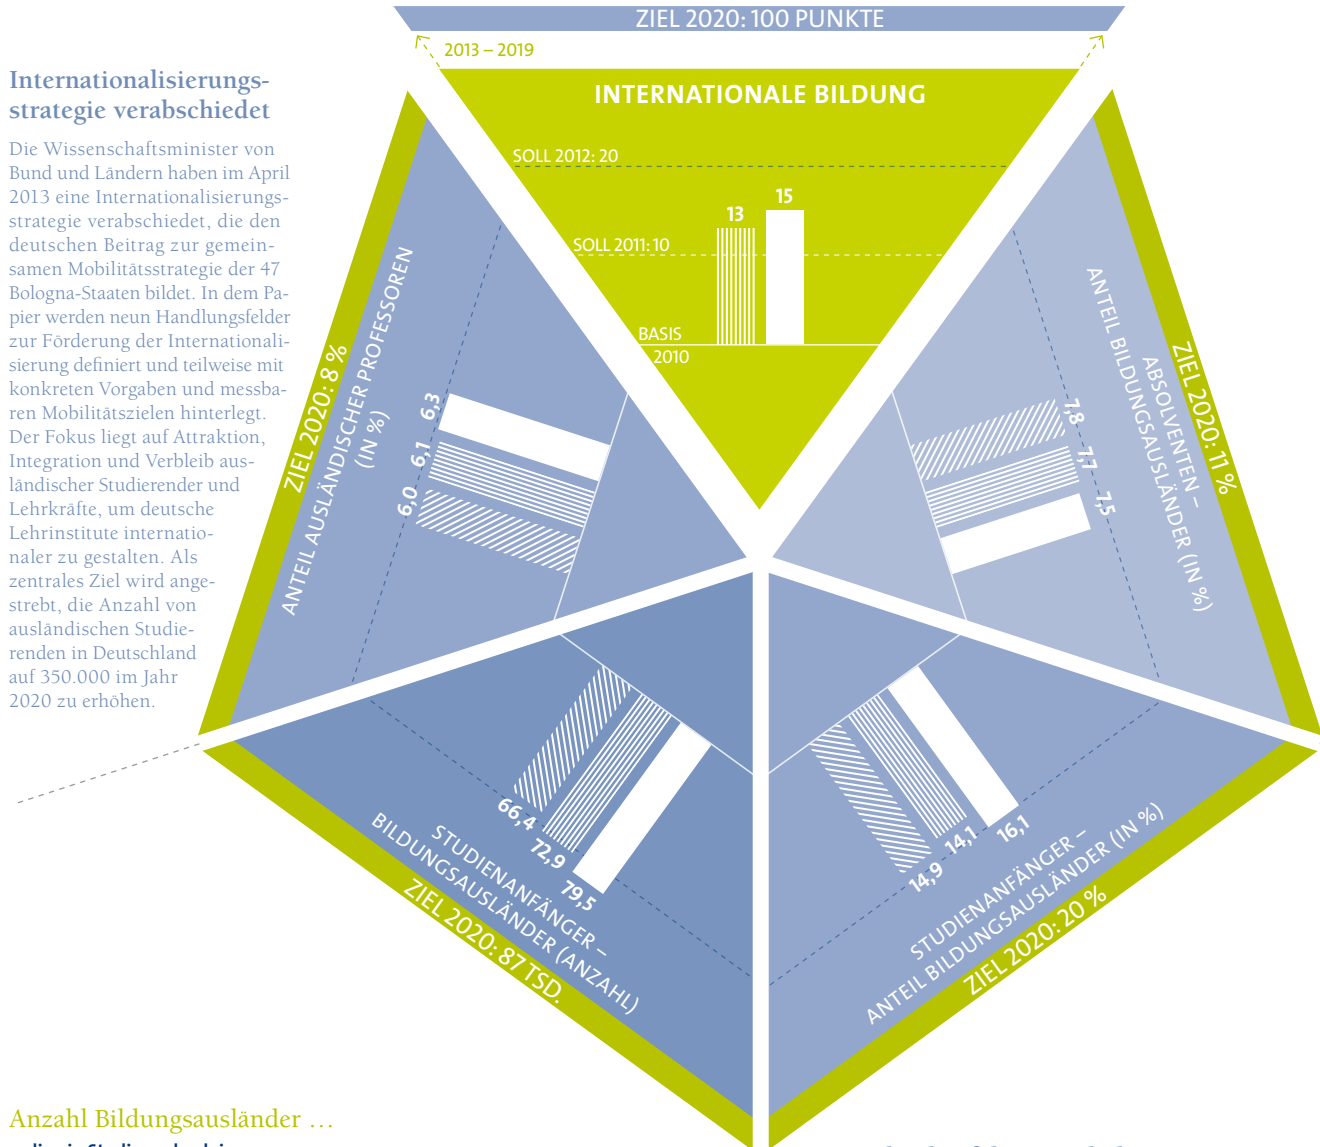 ZIEL 2020: 100 PUNKTE
2013 – 2019
INTERNATIONALE BILDUNG
SOLL 2012: 20
13
15
SOLL 2011: 10
BASIS
2010
Internationalisierungs-
strategie verabschiedet
Die Wissenschaftsminister von
Bund und Ländern haben im April
2013 eine Internationalisierungs-
strategie verabschiedet, die den
deutschen Beitrag zur gemein-
samen Mobilitätsstrategie der 47
Bologna-Staaten bildet. In dem Pa-
pier werden neun Handlungsfelder
zur Förderung der Internationali-
sierung definiert und teilweise mit
konkreten Vorgaben und messba-
ren Mobilitätszielen hinterlegt.
Der Fokus liegt auf Attraktion,
Integration und Verbleib aus-
ländischer Studierender und
Lehrkräfte, um deutsche
Lehrinstitute internatio-
naler zu gestalten. Als
zentrales Ziel wird ange-
strebt, die Anzahl von
ausländischen Studie-
renden in Deutschland
auf 350.000 im Jahr
2020 zu erhöhen.
ZIEL 2020: 8 %
ANTEIL AUSLÄNDISCHER PROFESSOREN
(IN %)
6,3
6,1
6,0
ZIEL 2020: 11 %
ABSOLVENTEN –
ANTEIL BILDUNGSAUSLÄNDER (IN %)
7,8
7,7
7,5
66,4
72,9
79,5
STUDIENANFÄNGER –
BILDUNGSAUSLÄNDER (ANZAHL)
ZIEL 2020: 87 TSD.
14,9
14,1
16,1
STUDIENANFÄNGER –
ANTEIL BILDUNGSAUSLÄNDER (IN %)
ZIEL 2020: 20 %
Anzahl Bildungsausländer …